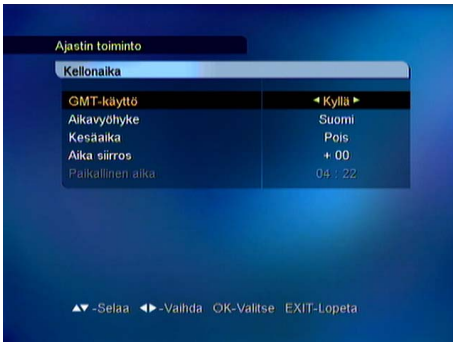 Ajastin toiminto
Kellonaika
GMT-käyttö ◄ Kyllä ►
Aikavyöhyke Suomi
Kesäaika Pois
Aika siirros + 00
Paikallinen aika 04 : 22
▲▼ -Selaa ◄► -Vaihda OK-Valitse EXIT-Lopeta